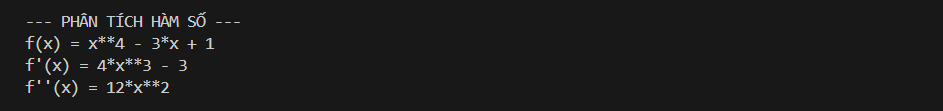 --- PHÂN TÍCH HÀM SỐ ---
f(x) = x**4 - 3*x + 1
f'(x) = 4*x**3 - 3
f''(x) = 12*x**2